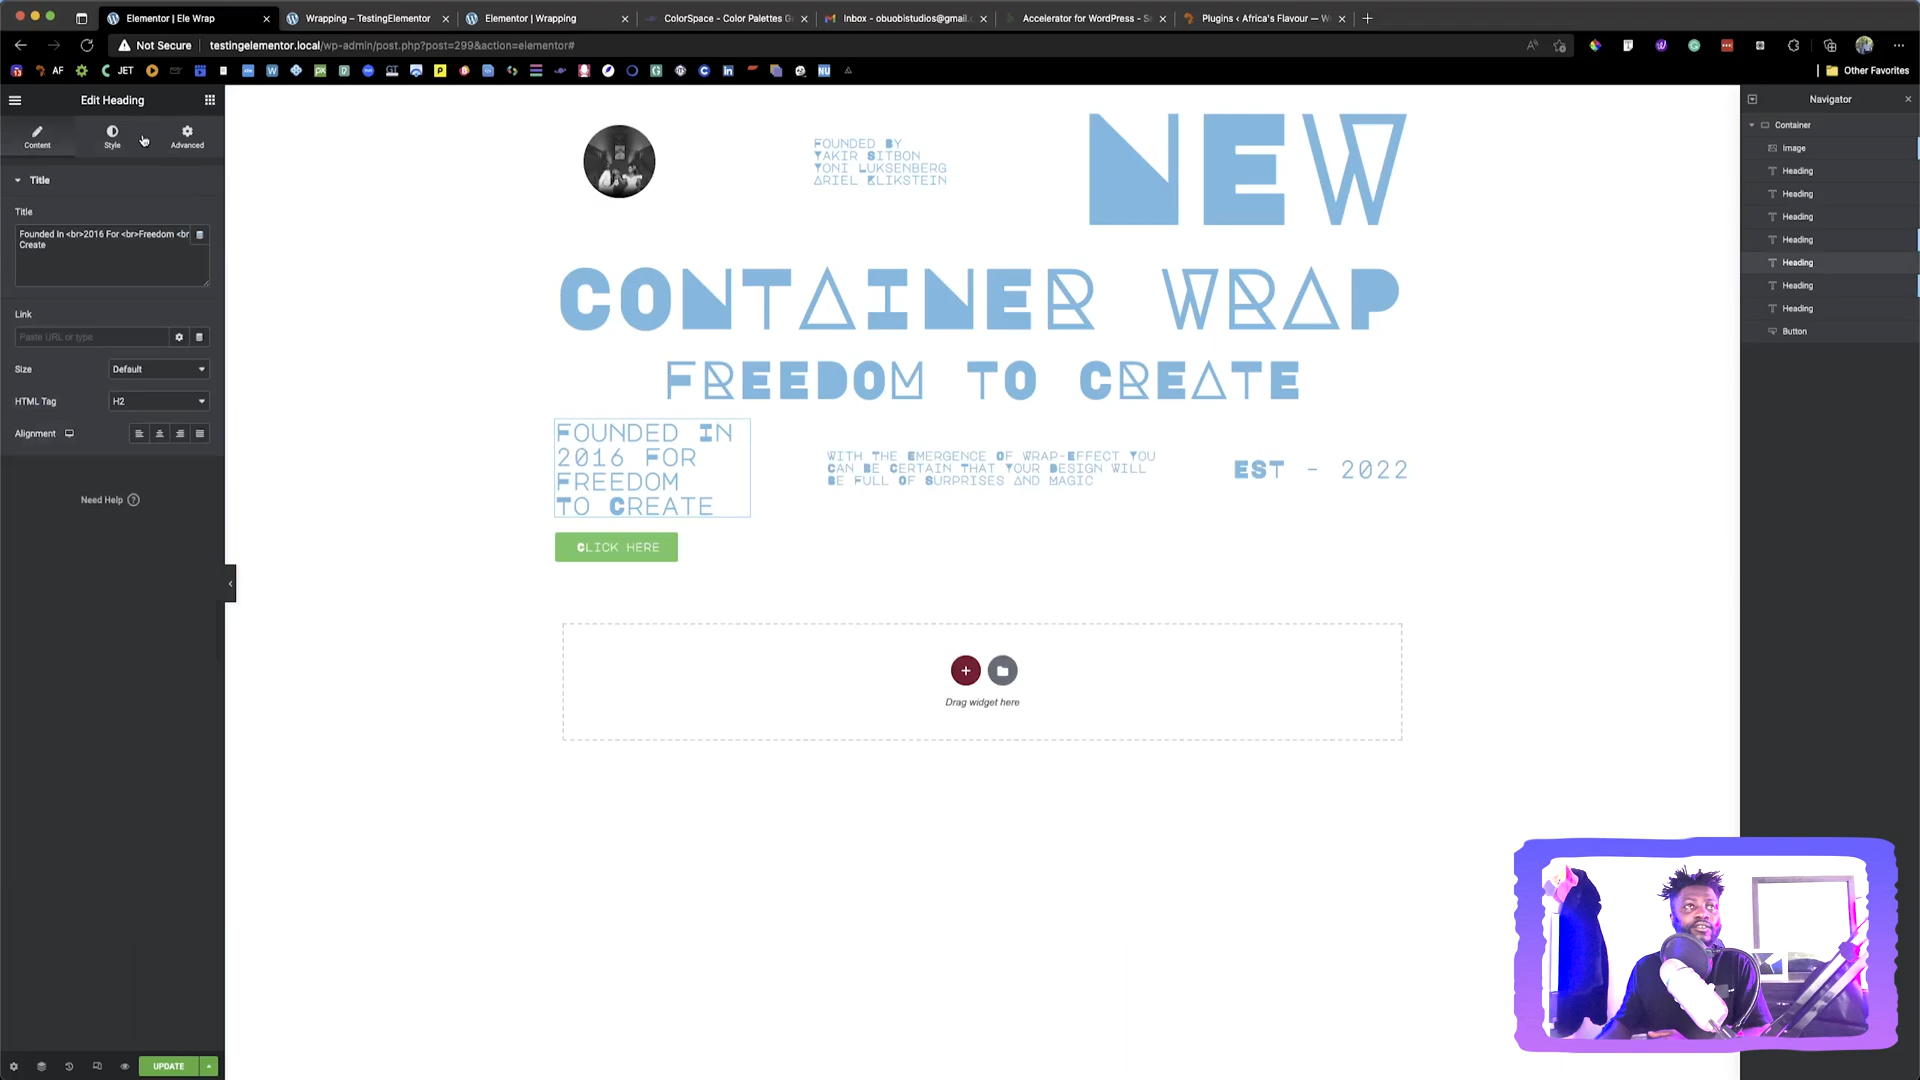 Elementor | Ele Wrap
Wrapping – TestingElementor
Elementor | Wrapping
ColorSpace - Color Palettes G
Inbox - obuobistudios@gmail.c
Accelerator for WordPress - S
Plugins ‹ Africa's Flavour — W
Not Secure
testingelementor.local/wp-admin/post.php?post=299&action=elementor#
AF
JET
NU
Other Favorites
Edit Heading
Content
Style
Advanced
Title
Title
Founded In <br>2016 For <br>Freedom <br
Create
Link
Paste URL or type
Size
Default
HTML Tag
H2
Alignment
Need Help
UPDATE
FOUNDED BY
YAKIR SITBON
YONI LUKSENBERG
ARIEL KLIKSTEIN
NEW
CONTAINER WRAP
FREEDOM TO CREATE
FOUNDED IN
2016 FOR
FREEDOM
TO CREATE
WITH THE EMERGENCE OF WRAP-EFFECT YOU
CAN BE CERTAIN THAT YOUR DESIGN WILL
BE FULL OF SURPRISES AND MAGIC
EST - 2022
CLICK HERE
Drag widget here
Navigator
Container
Image
Heading
Heading
Heading
Heading
Heading
Heading
Heading
Button